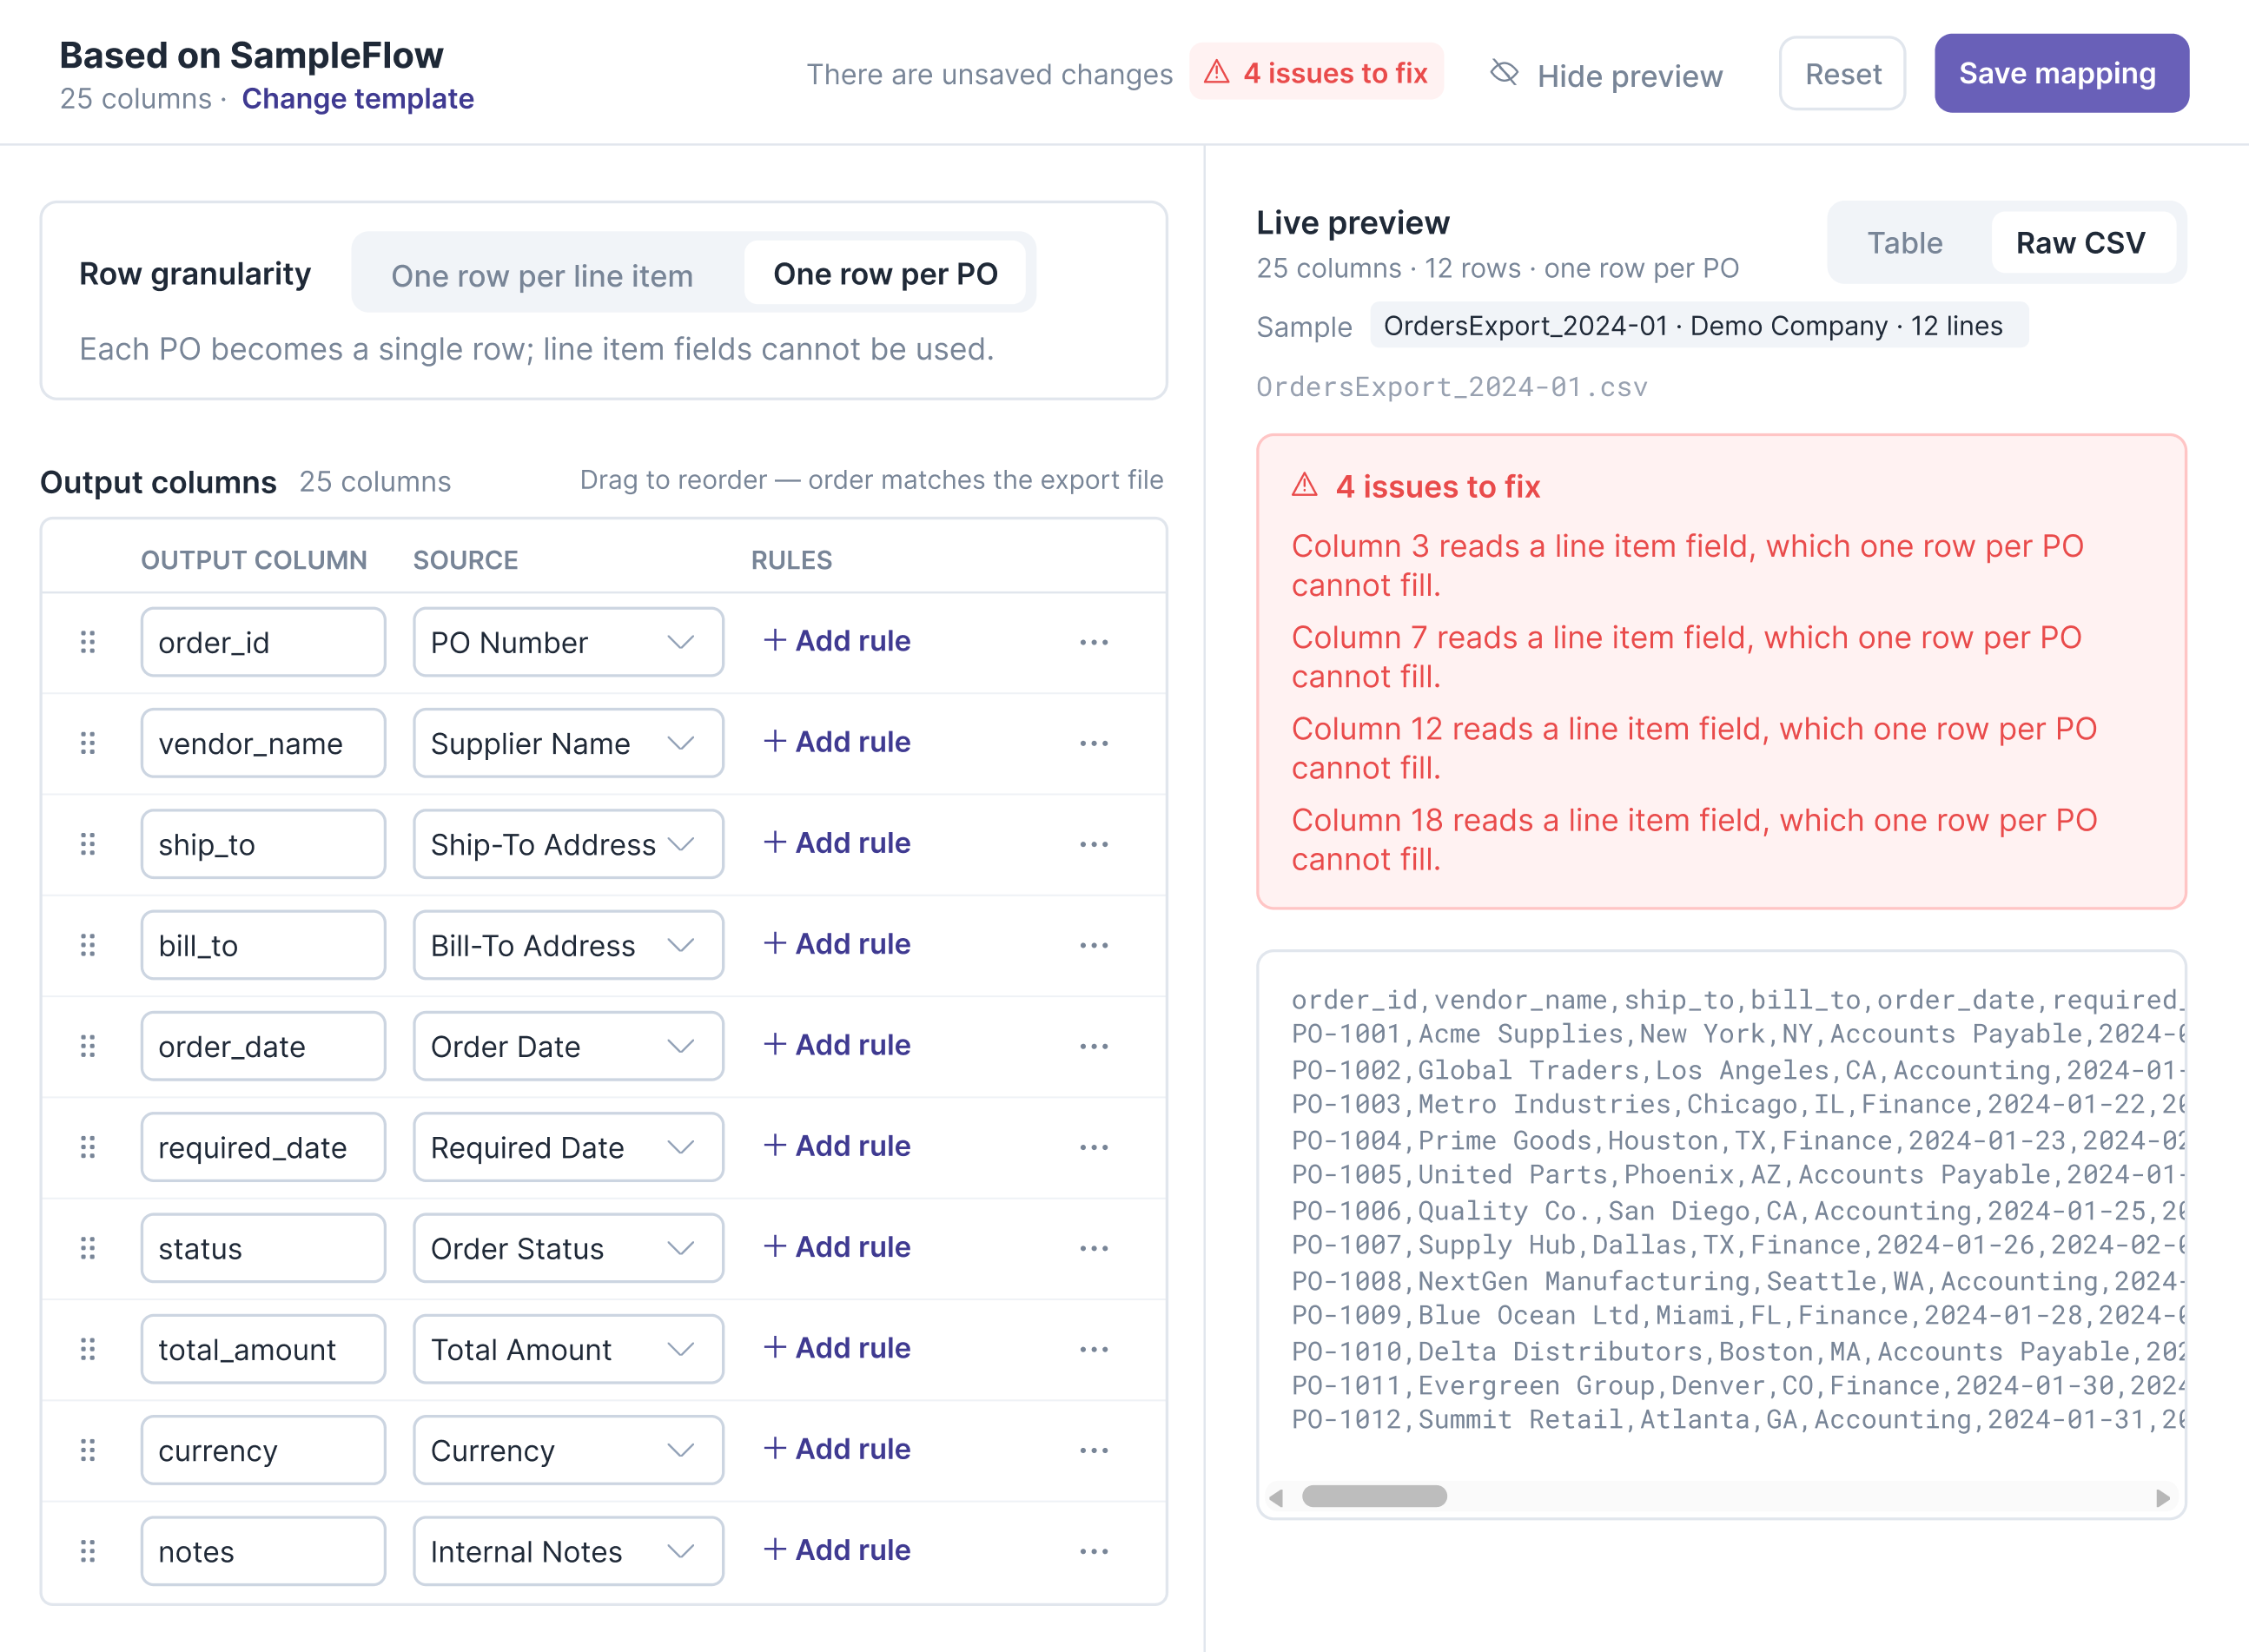 Based on SampleFlow
25 columns · Change template
There are unsaved changes
4 issues to fix
Hide preview
Reset
Save mapping
Row granularity
One row per line item
One row per PO
Each PO becomes a single row; line item fields cannot be used.
Output columns 25 columns
Drag to reorder — order matches the export file
OUTPUT COLUMN SOURCE RULES
order_id PO Number + Add rule
vendor_name Supplier Name + Add rule
ship_to Ship-To Address + Add rule
bill_to Bill-To Address + Add rule
order_date Order Date + Add rule
required_date Required Date + Add rule
status Order Status + Add rule
total_amount Total Amount + Add rule
currency Currency + Add rule
notes Internal Notes + Add rule
Live preview
25 columns · 12 rows · one row per PO
Table
Raw CSV
Sample OrdersExport_2024-01 · Demo Company · 12 lines
OrdersExport_2024-01.csv
4 issues to fix
Column 3 reads a line item field, which one row per PO
cannot fill.
Column 7 reads a line item field, which one row per PO
cannot fill.
Column 12 reads a line item field, which one row per PO
cannot fill.
Column 18 reads a line item field, which one row per PO
cannot fill.
order_id,vendor_name,ship_to,bill_to,order_date,required_
PO-1001,Acme Supplies,New York,NY,Accounts Payable,2024-0
PO-1002,Global Traders,Los Angeles,CA,Accounting,2024-01-
PO-1003,Metro Industries,Chicago,IL,Finance,2024-01-22,20
PO-1004,Prime Goods,Houston,TX,Finance,2024-01-23,2024-02
PO-1005,United Parts,Phoenix,AZ,Accounts Payable,2024-01-
PO-1006,Quality Co.,San Diego,CA,Accounting,2024-01-25,20
PO-1007,Supply Hub,Dallas,TX,Finance,2024-01-26,2024-02-0
PO-1008,NextGen Manufacturing,Seattle,WA,Accounting,2024-
PO-1009,Blue Ocean Ltd,Miami,FL,Finance,2024-01-28,2024-0
PO-1010,Delta Distributors,Boston,MA,Accounts Payable,202
PO-1011,Evergreen Group,Denver,CO,Finance,2024-01-30,2024
PO-1012,Summit Retail,Atlanta,GA,Accounting,2024-01-31,20